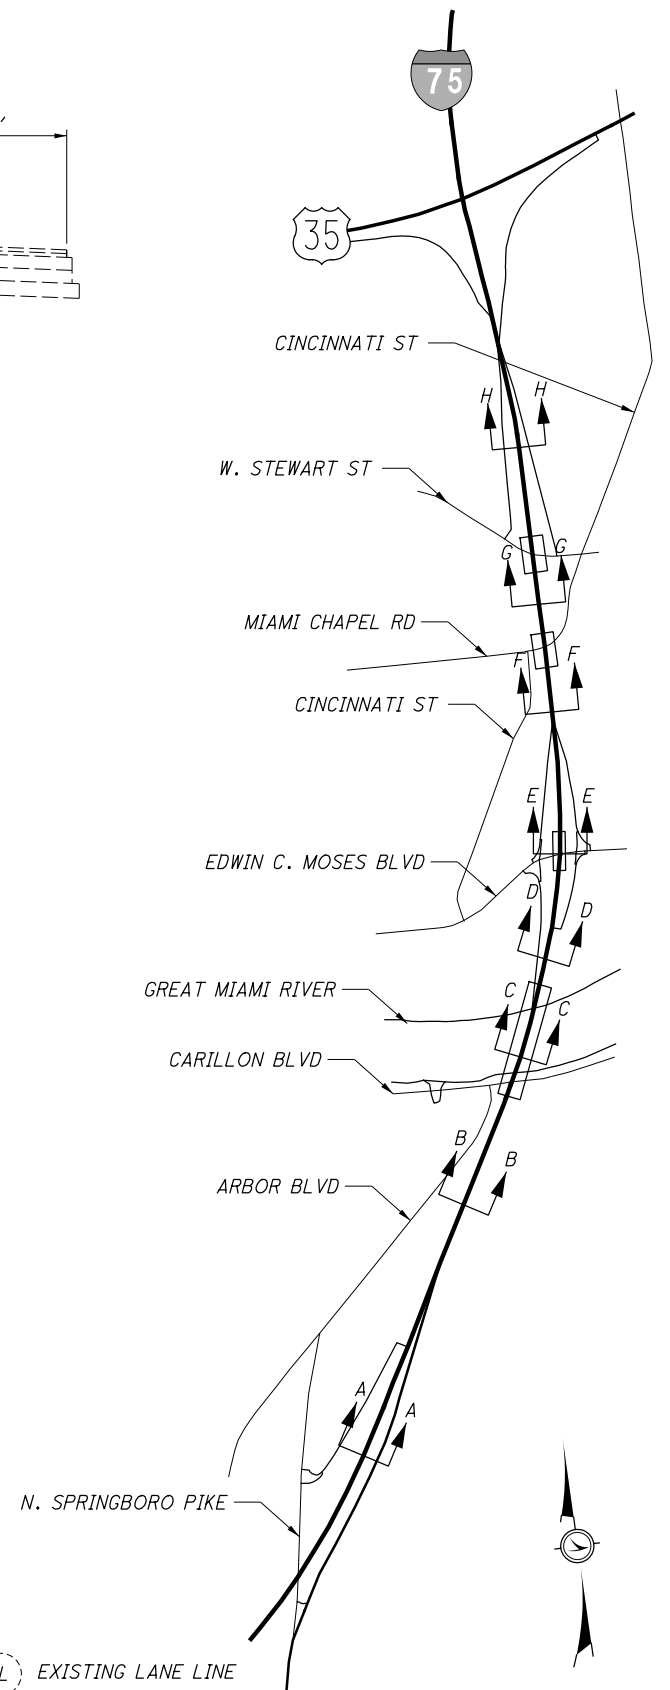 75
35
CINCINNATI ST
H H
W. STEWART ST
G G
MIAMI CHAPEL RD
F F
CINCINNATI ST
E E
EDWIN C. MOSES BLVD
D D
GREAT MIAMI RIVER
C C
CARILLON BLVD
B B
ARBOR BLVD
A A
N. SPRINGBORO PIKE
L EXISTING LANE LINE